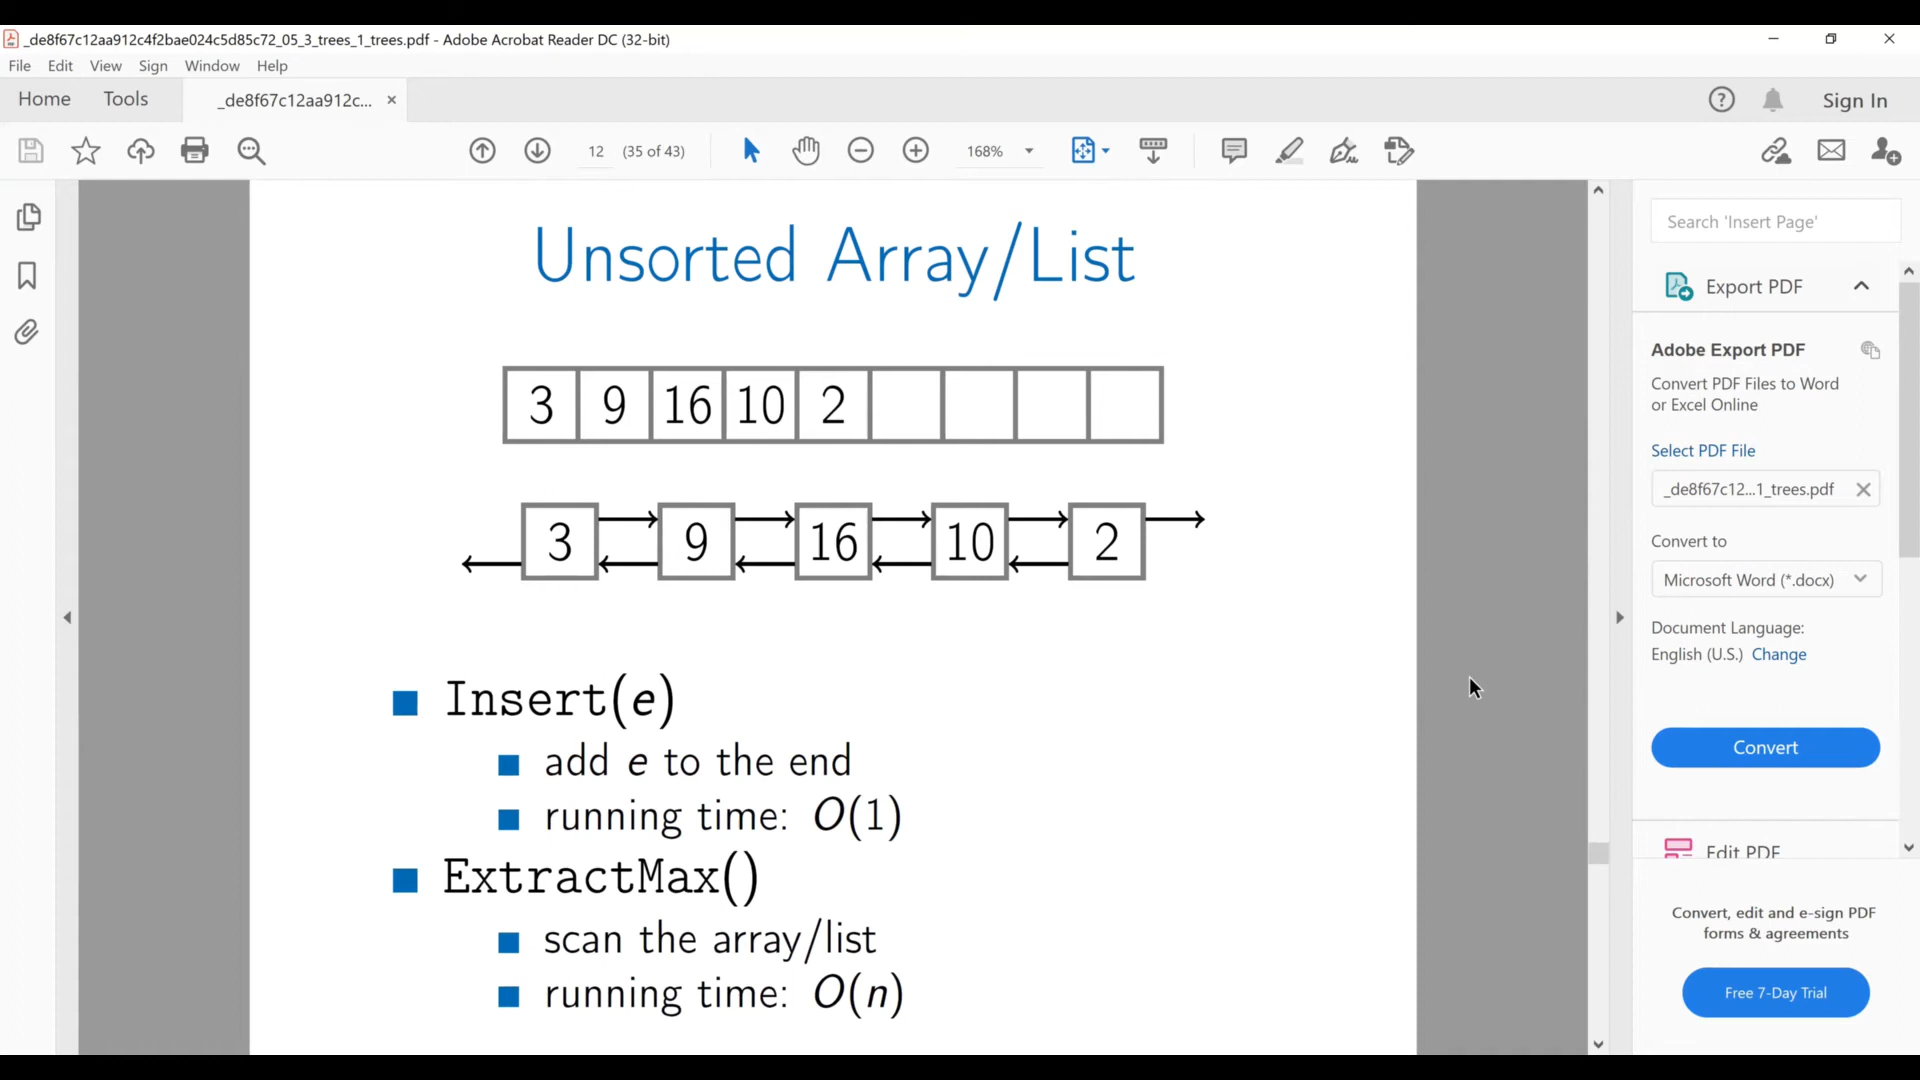 _de8f67c12aa912c4f2bae024c5d85c72_05_3_trees_1_trees.pdf - Adobe Acrobat Reader DC (32-bit)
File Edit View Sign Window Help
Home Tools _de8f67c12aa912c... × Sign In
12 (35 of 43) 168%
Unsorted Array/List
3 9 16 10 2
3 9 16 10 2
Insert(e)
add e to the end
running time: O(1)
ExtractMax()
scan the array/list
running time: O(n)
Search 'Insert Page'
Export PDF
Adobe Export PDF
Convert PDF Files to Word
or Excel Online
Select PDF File
_de8f67c12...1_trees.pdf
Convert to
Microsoft Word (*.docx)
Document Language:
English (U.S.) Change
Convert
Edit PDF
Convert, edit and e-sign PDF
forms & agreements
Free 7-Day Trial